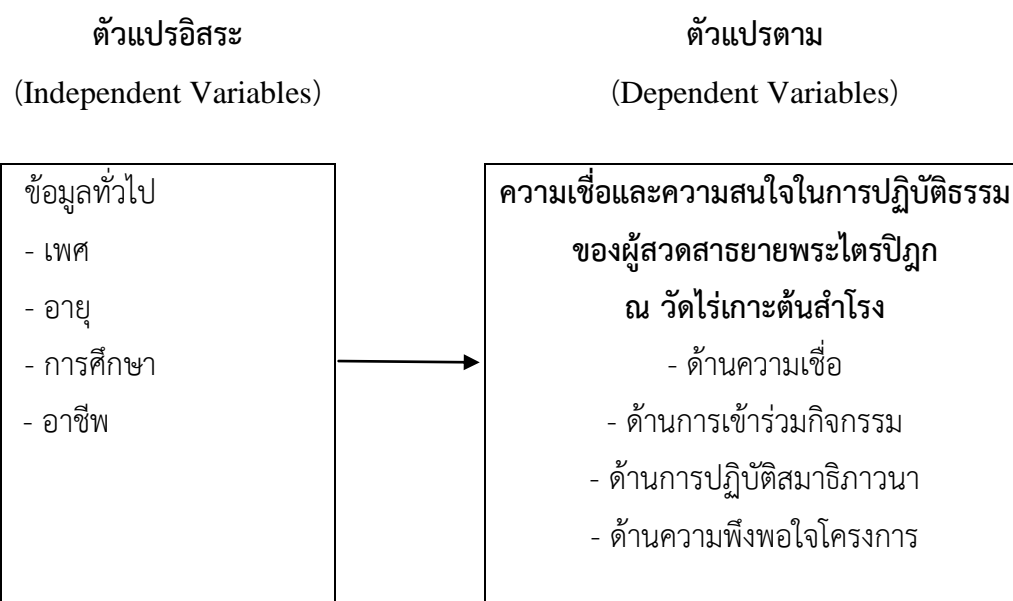 ตัวแปรอิสระ
(Independent Variables)
ข้อมูลทั่วไป
- เพศ
- อายุ
- การศึกษา
- อาชีพ
ตัวแปรตาม
(Dependent Variables)
ความเชื่อและความสนใจในการปฏิบัติธรรม
ของผู้สวดสาธยายพระไตรปิฎก
ณ วัดไร่เกาะต้นสำโรง
- ด้านความเชื่อ
- ด้านการเข้าร่วมกิจกรรม
- ด้านการปฏิบัติสมาธิภาวนา
- ด้านความพึงพอใจโครงการ